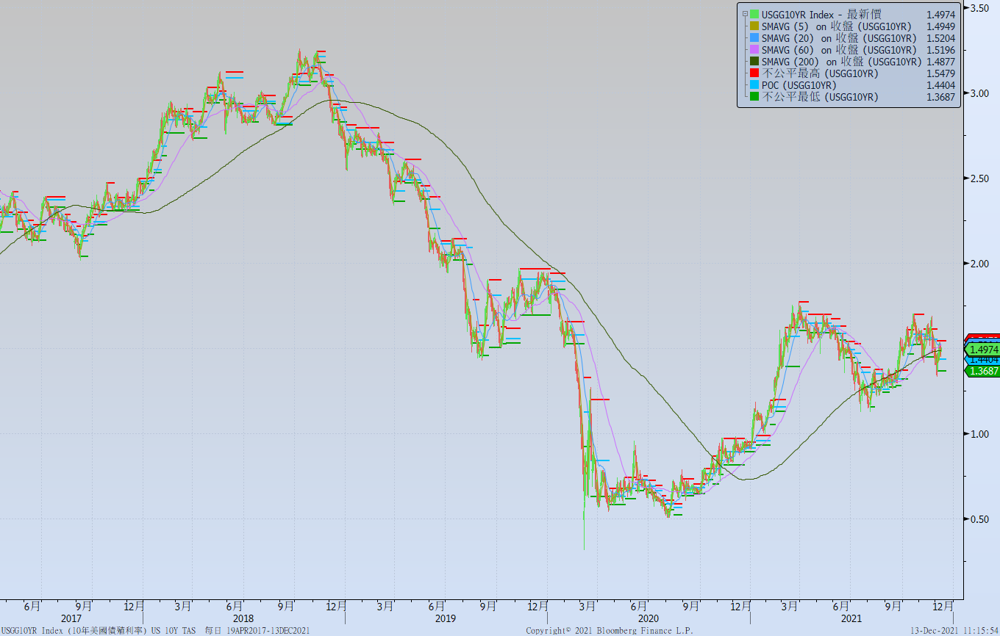 USGG10YR Index - 最新價 1.4974
SMAVG (5) on 收盤 (USGG10YR) 1.4949
SMAVG (20) on 收盤 (USGG10YR) 1.5204
SMAVG (60) on 收盤 (USGG10YR) 1.5196
SMAVG (200) on 收盤 (USGG10YR) 1.4877
不公平最高 (USGG10YR) 1.5479
POC (USGG10YR) 1.4404
不公平最低 (USGG10YR) 1.3687
3.50
3.00
2.50
2.00
1.4974
1.4404
1.3687
1.00
0.50
6月 9月 12月 3月 6月 9月 12月 3月 6月 9月 12月 3月 6月 9月 12月 3月 6月 9月 12月
2017 2018 2019 2020 2021
USGG10YR Index (10年美國債殖利率) US 10Y TAS 每日 19APR2017-13DEC2021 Copyright© 2021 Bloomberg Finance L.P. 13-Dec-2021 11:15:54